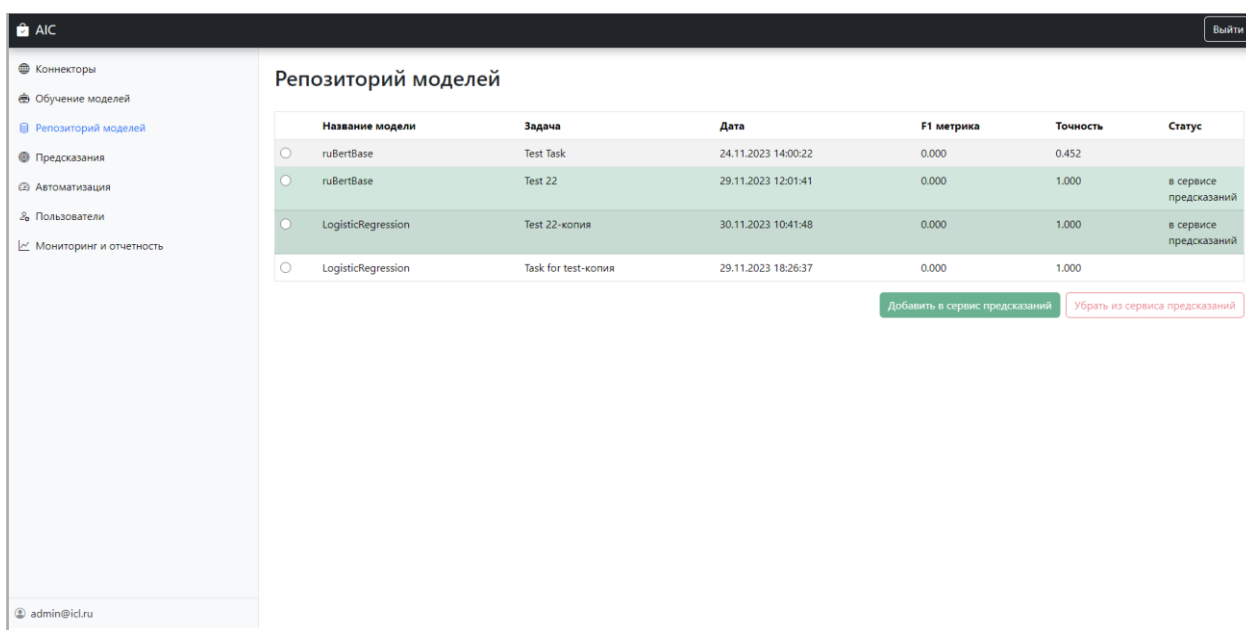 AIC
Выйти
Коннекторы
Обучение моделей
Репозиторий моделей
Предсказания
Автоматизация
Пользователи
Мониторинг и отчетность
admin@icl.ru
Репозиторий моделей
Название модели Задача Дата F1 метрика Точность Статус
ruBertBase Test Task 24.11.2023 14:00:22 0.000 0.452
ruBertBase Test 22 29.11.2023 12:01:41 0.000 1.000 в сервисе
предсказаний
LogisticRegression Test 22-копия 30.11.2023 10:41:48 0.000 1.000 в сервисе
предсказаний
LogisticRegression Task for test-копия 29.11.2023 18:26:37 0.000 1.000
Добавить в сервис предсказаний Убрать из сервиса предсказаний